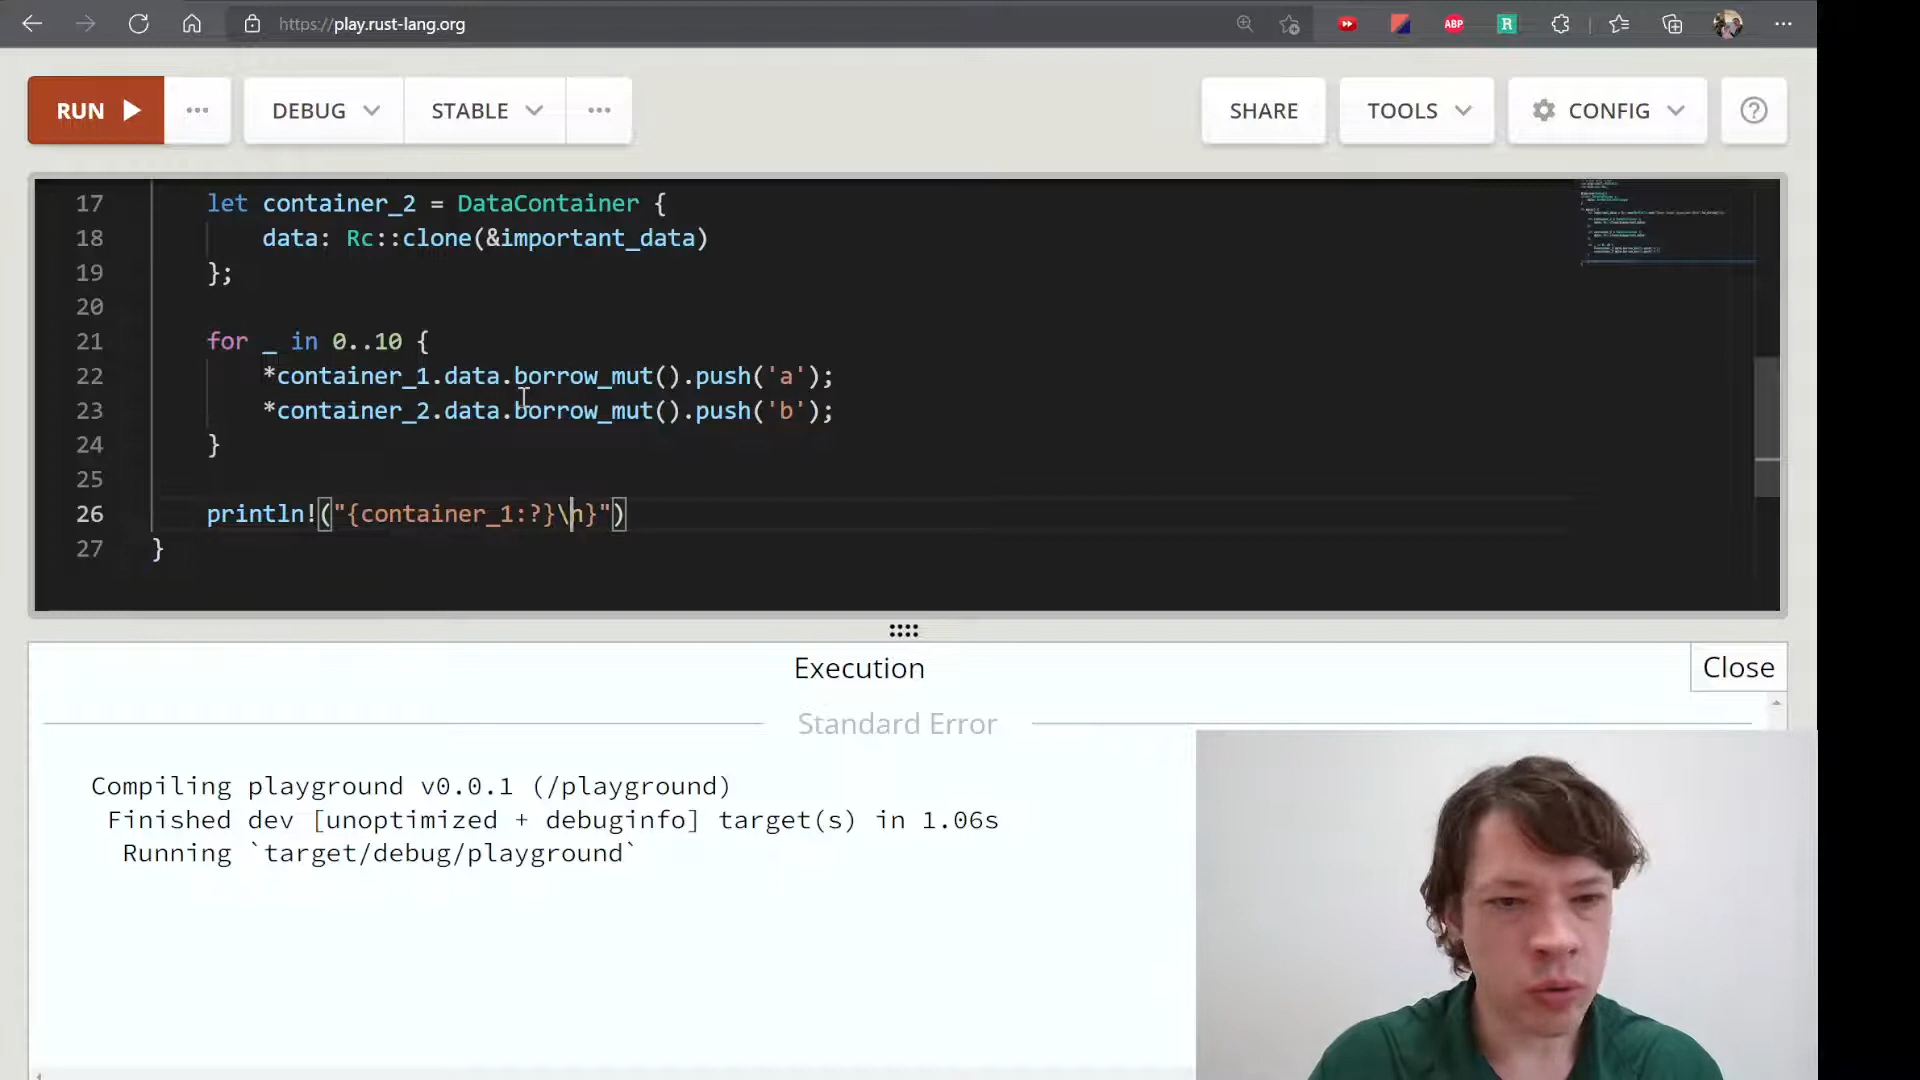 https://play.rust-lang.org
ABP
R
RUN
DEBUG
STABLE
SHARE
TOOLS
CONFIG
17 let container_2 = DataContainer {
18 data: Rc::clone(&important_data)
19 };
20
21 for _ in 0..10 {
22 *container_1.data.borrow_mut().push('a');
23 *container_2.data.borrow_mut().push('b');
24 }
25
26 println!("{container_1:?}\n}")
27 }
Execution
Close
Standard Error
Compiling playground v0.0.1 (/playground)
Finished dev [unoptimized + debuginfo] target(s) in 1.06s
Running `target/debug/playground`